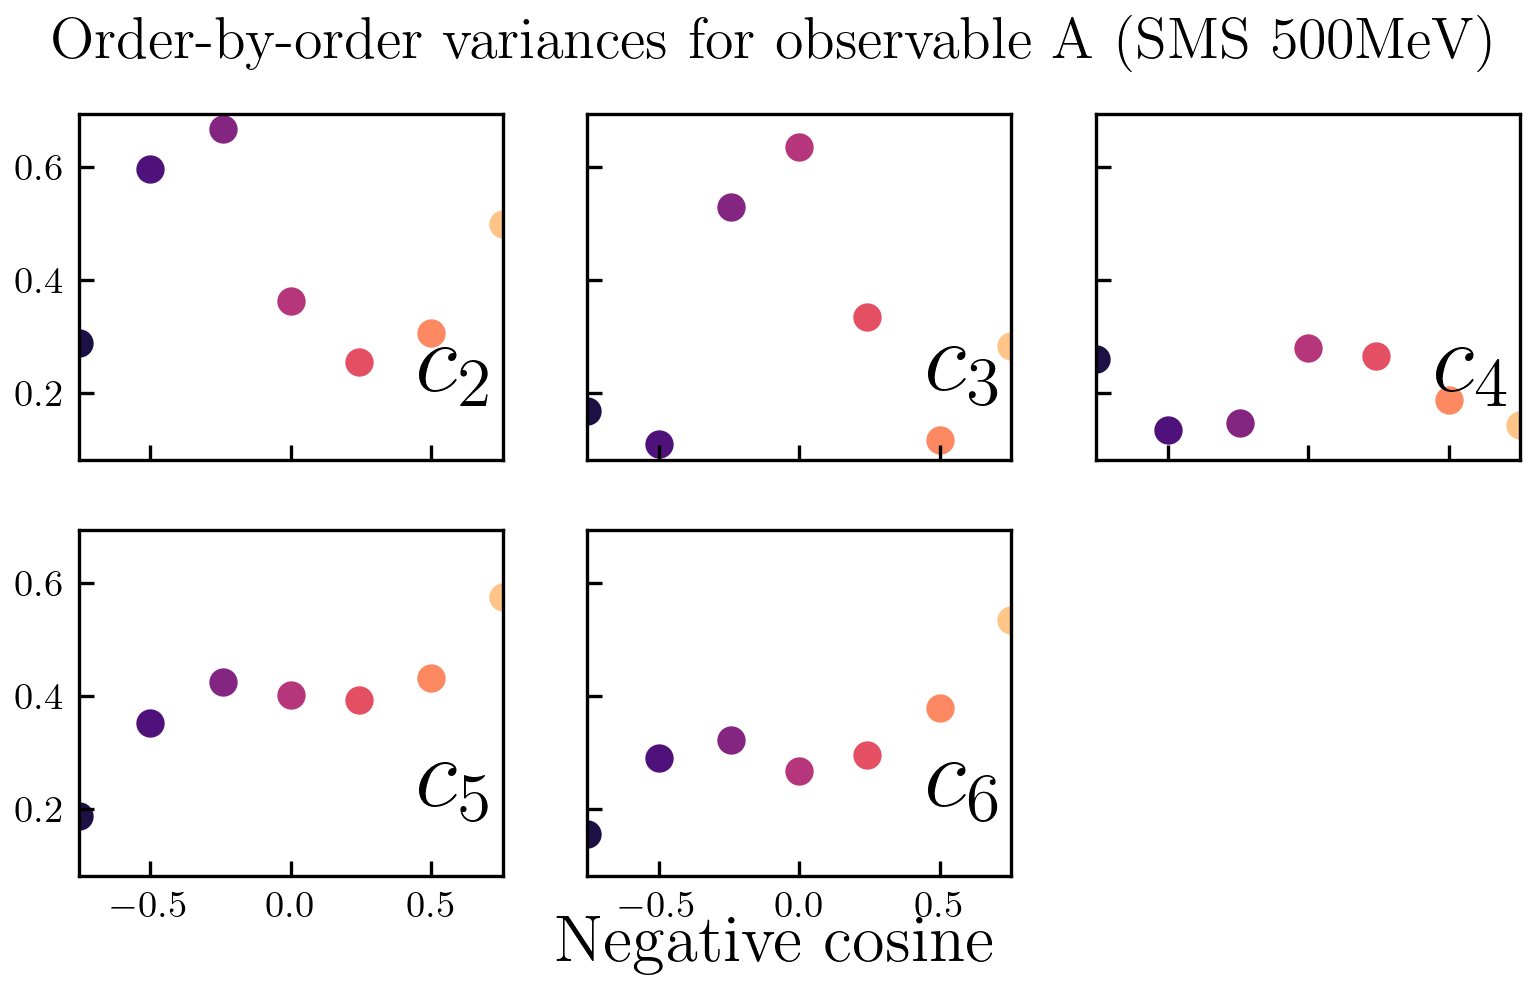 Order-by-order variances for observable A (SMS 500MeV)
0.6
0.4
0.2
c₂
c₃
c₄
0.6
0.4
0.2
c₅
c₆
−0.5 0.0 0.5
−0.5 0.0 0.5
Negative cosine